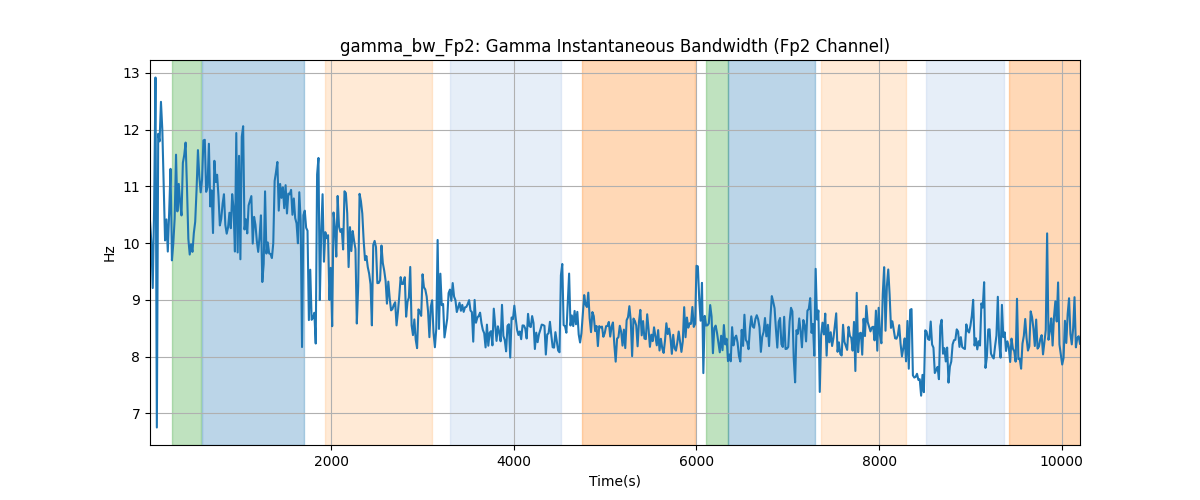 gamma_bw_Fp2: Gamma Instantaneous Bandwidth (Fp2 Channel)
13
12
11
10
9
8
7
Hz
2000 4000 6000 8000 10000
Time(s)